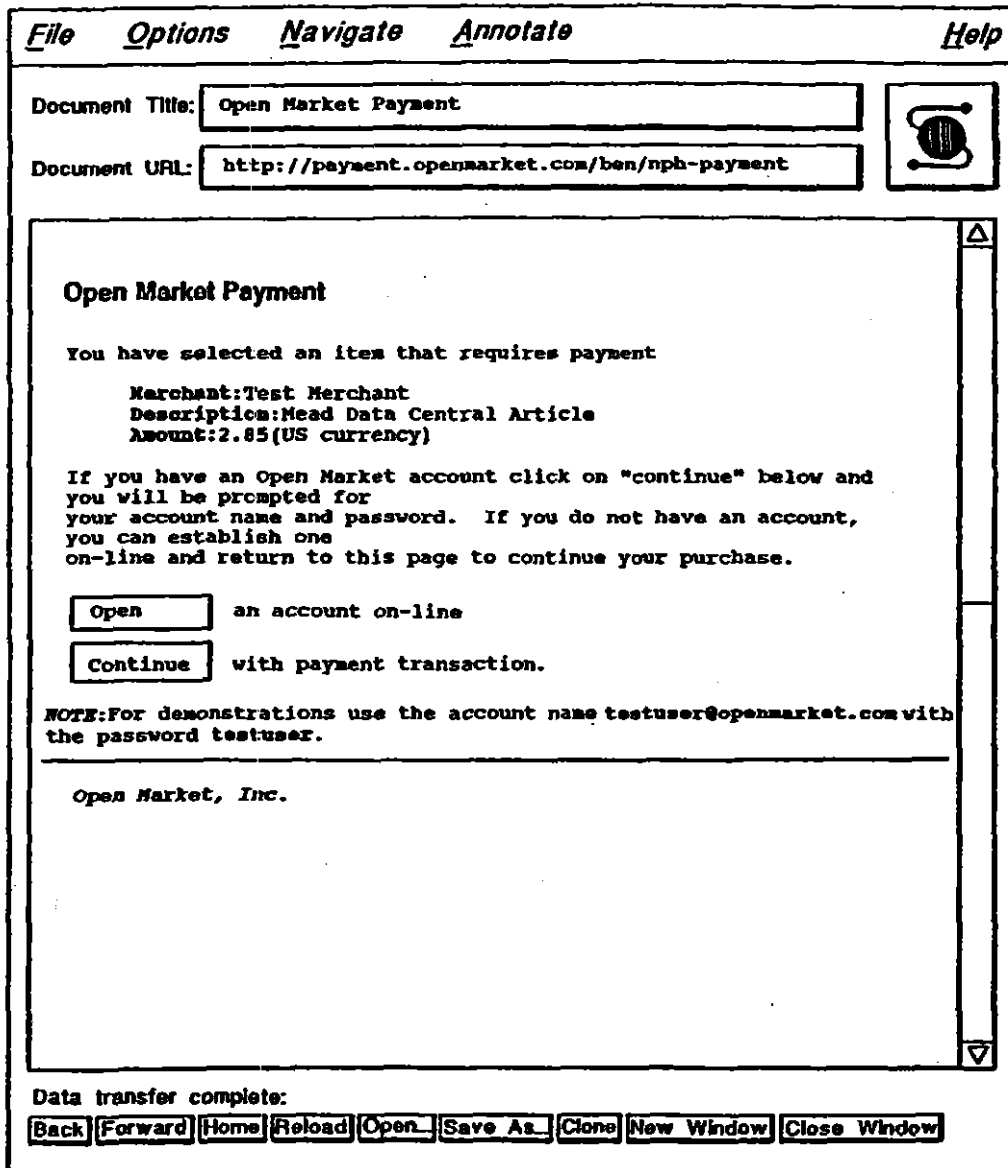 File Options Navigate Annotate Help
Document Title: Open Market Payment
Document URL: http://payment.openmarket.com/ben/nph-payment
Open Market Payment
You have selected an item that requires payment
Merchant:Test Merchant
Description:Mead Data Central Article
Amount:2.85(US currency)
If you have an Open Market account click on "continue" below and
you will be prompted for
your account name and password. If you do not have an account,
you can establish one
on-line and return to this page to continue your purchase.
Open an account on-line
Continue with payment transaction.
NOTE:For demonstrations use the account name testuser@openmarket.com with
the password testuser.
Open Market, Inc.
Data transfer complete:
Back Forward Home Reload Open... Save As... Clone New Window Close Window